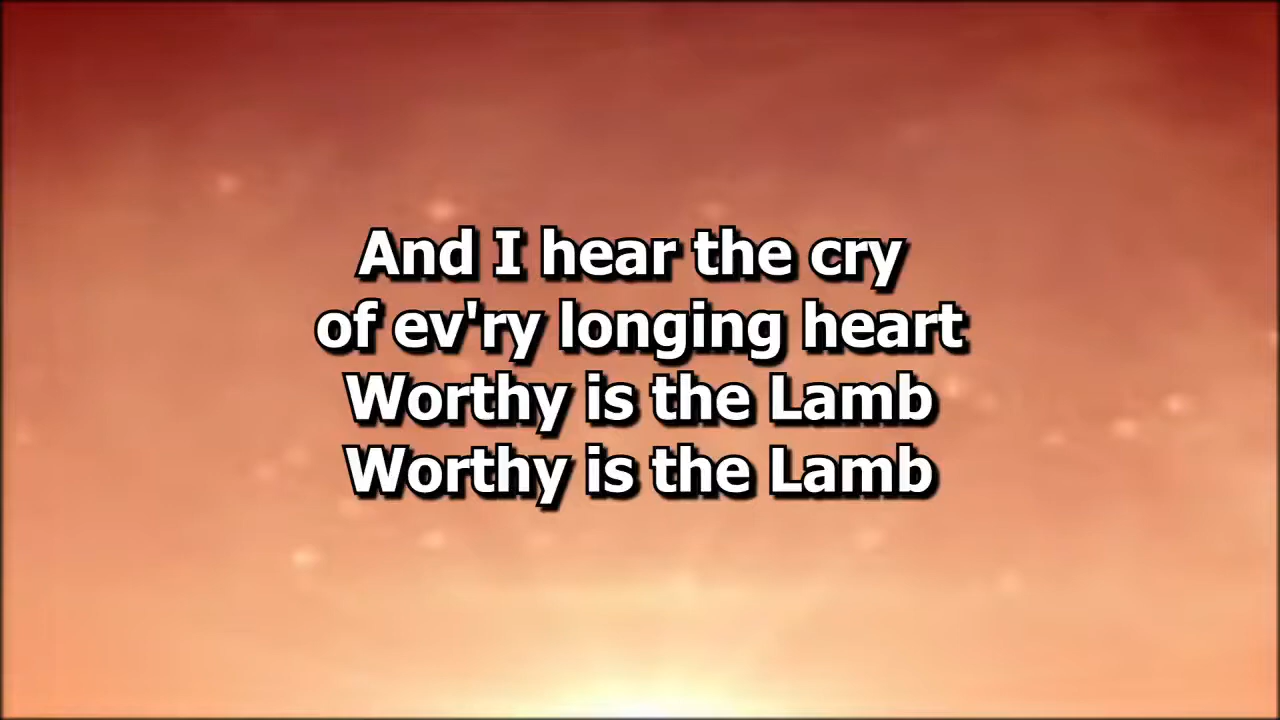 And I hear the cry
of ev'ry longing heart
Worthy is the Lamb
Worthy is the Lamb